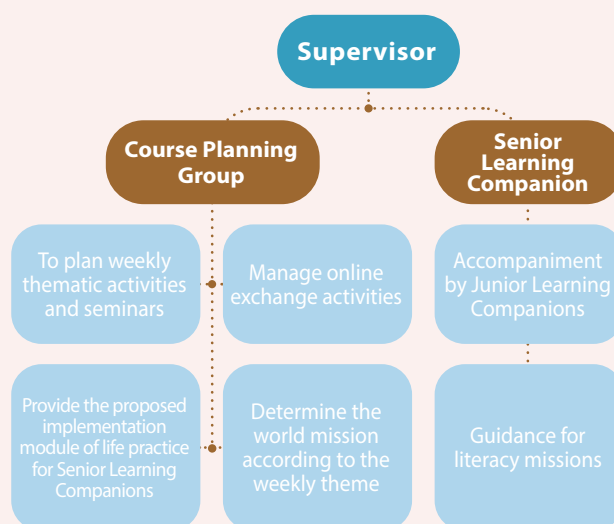 Supervisor
Course Planning
Group
Senior
Learning
Companion
To plan weekly
thematic activities
and seminars
Manage online
exchange activities
Accompaniment
by Junior Learning
Companions
Provide the proposed
implementation
module of life practice
for Senior Learning
Companions
Determine the
world mission
according to the
weekly theme
Guidance for
literacy missions